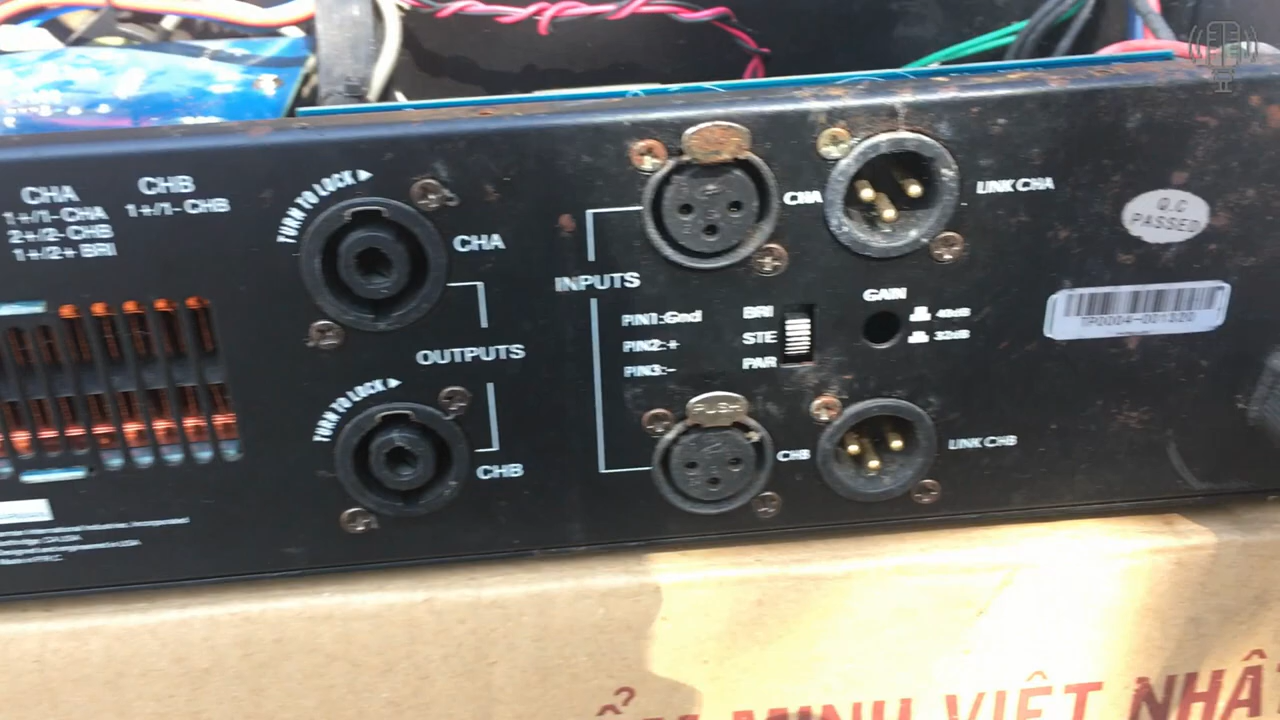 CHA
1+/1- CHA
2+/2- CHB
1+/2+ BRI
CHB
1+/1- CHB
TURN TO LOCK
CHA
OUTPUTS
TURN TO LOCK
CHB
INPUTS
CHA
LINK CHA
PIN1:Gnd
PIN2:+
PIN3:-
BRI
STE
PAR
GAIN
40dB
32dB
PUSH
CHB
LINK CHB
Q.C
PASSED
MINH VIỆT NHẬ